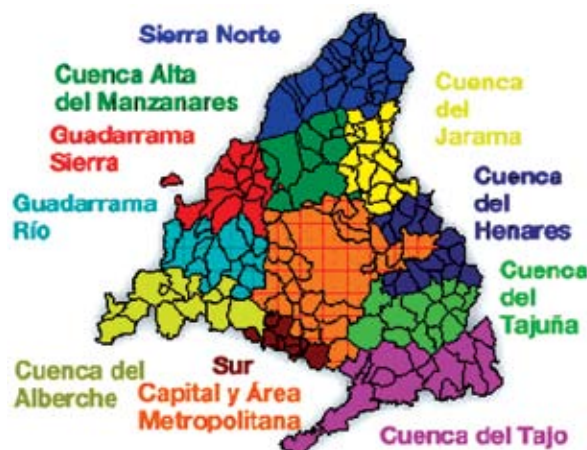 Sierra Norte
Cuenca Alta
del Manzanares
Cuenca
del
Jarama
Guadarrama
Sierra
Guadarrama
Río
Cuenca
del
Henares
Cuenca
del
Tajuña
Cuenca del
Alberche
Sur
Capital y Área
Metropolitana
Cuenca del Tajo